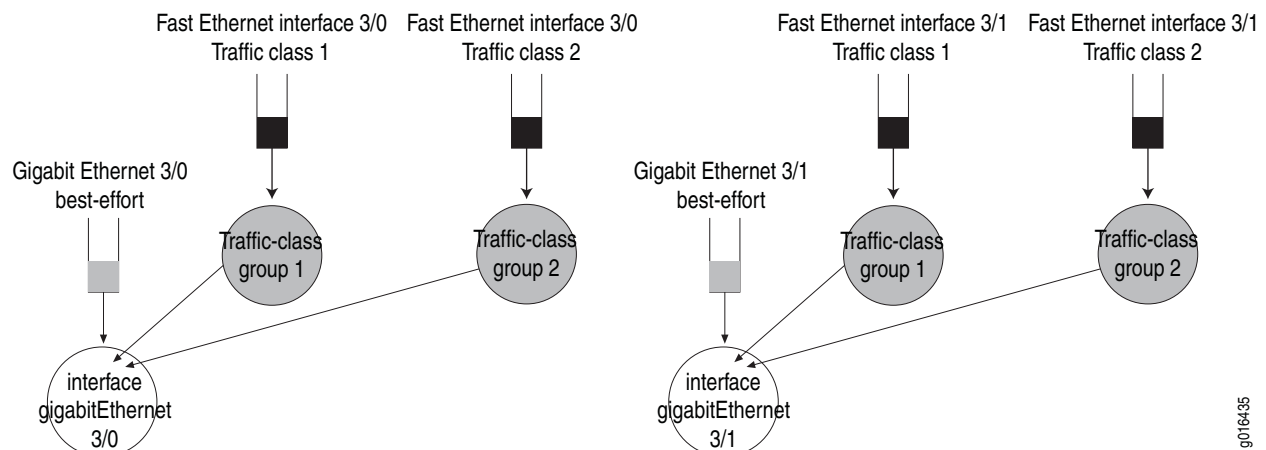 Fast Ethernet interface 3/0
Traffic class 1
Fast Ethernet interface 3/0
Traffic class 2
Gigabit Ethernet 3/0
best-effort
Traffic-class
group 1
Traffic-class
group 2
interface
gigabitEthernet
3/0
Fast Ethernet interface 3/1
Traffic class 1
Fast Ethernet interface 3/1
Traffic class 2
Gigabit Ethernet 3/1
best-effort
Traffic-class
group 1
Traffic-class
group 2
interface
gigabitEthernet
3/1
g016435